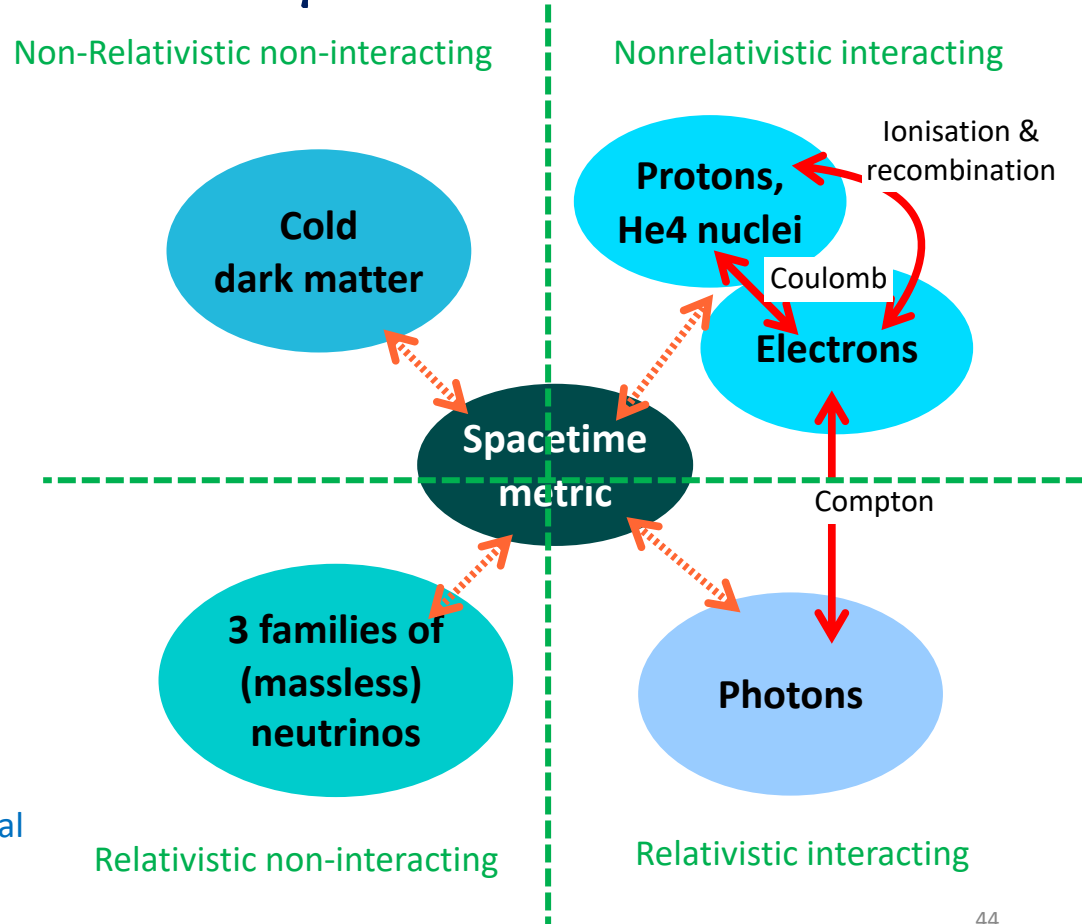 Non-Relativistic non-interacting
Nonrelativistic interacting
Ionisation &
recombination
Protons,
He4 nuclei
Cold
dark matter
Coulomb
Electrons
Spacetime
metric
Compton
3 families of
(massless)
neutrinos
Photons
al
Relativistic non-interacting
Relativistic interacting
44